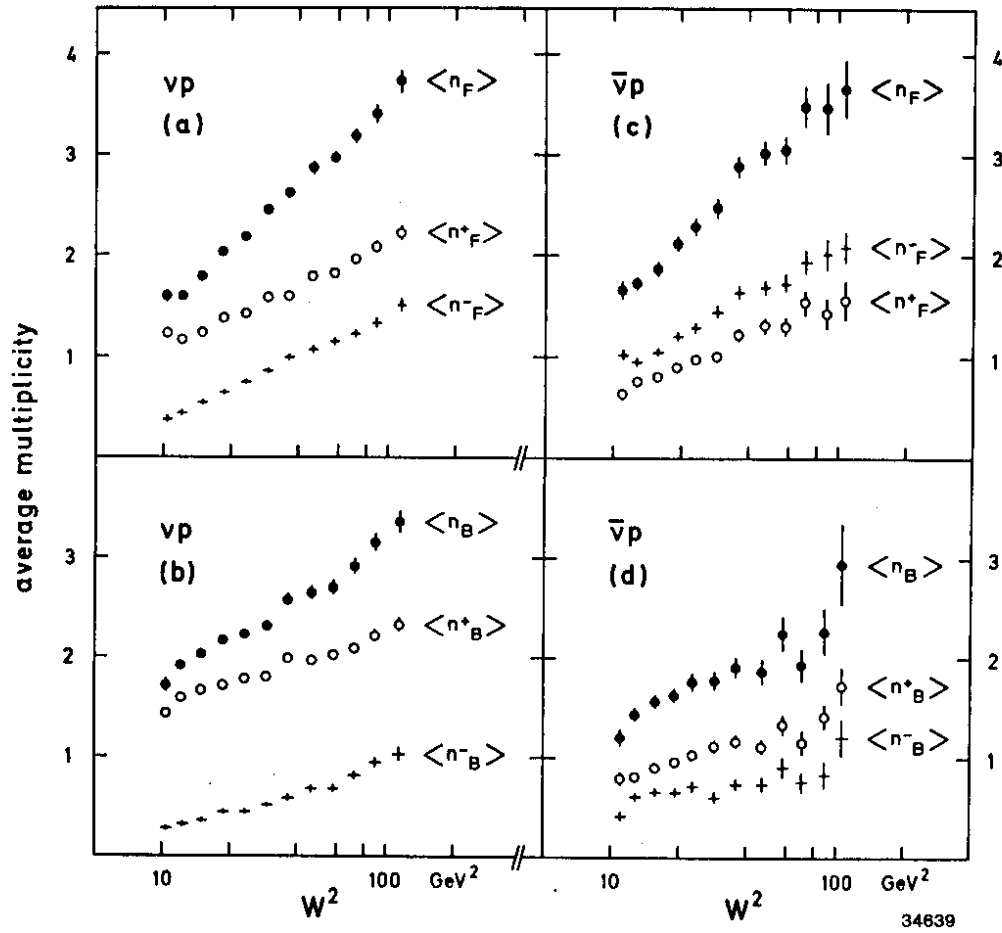 average multiplicity
4
3
2
1
νp
(a)
<n_F>
<n⁺_F>
<n⁻_F>
ν̄p
(c)
<n_F>
<n⁻_F>
<n⁺_F>
4
3
2
1
3
2
1
νp
(b)
<n_B>
<n⁺_B>
<n⁻_B>
ν̄p
(d)
<n_B>
<n⁺_B>
<n⁻_B>
3
2
1
10 100 GeV²
W²
10 100 GeV²
W²
34639